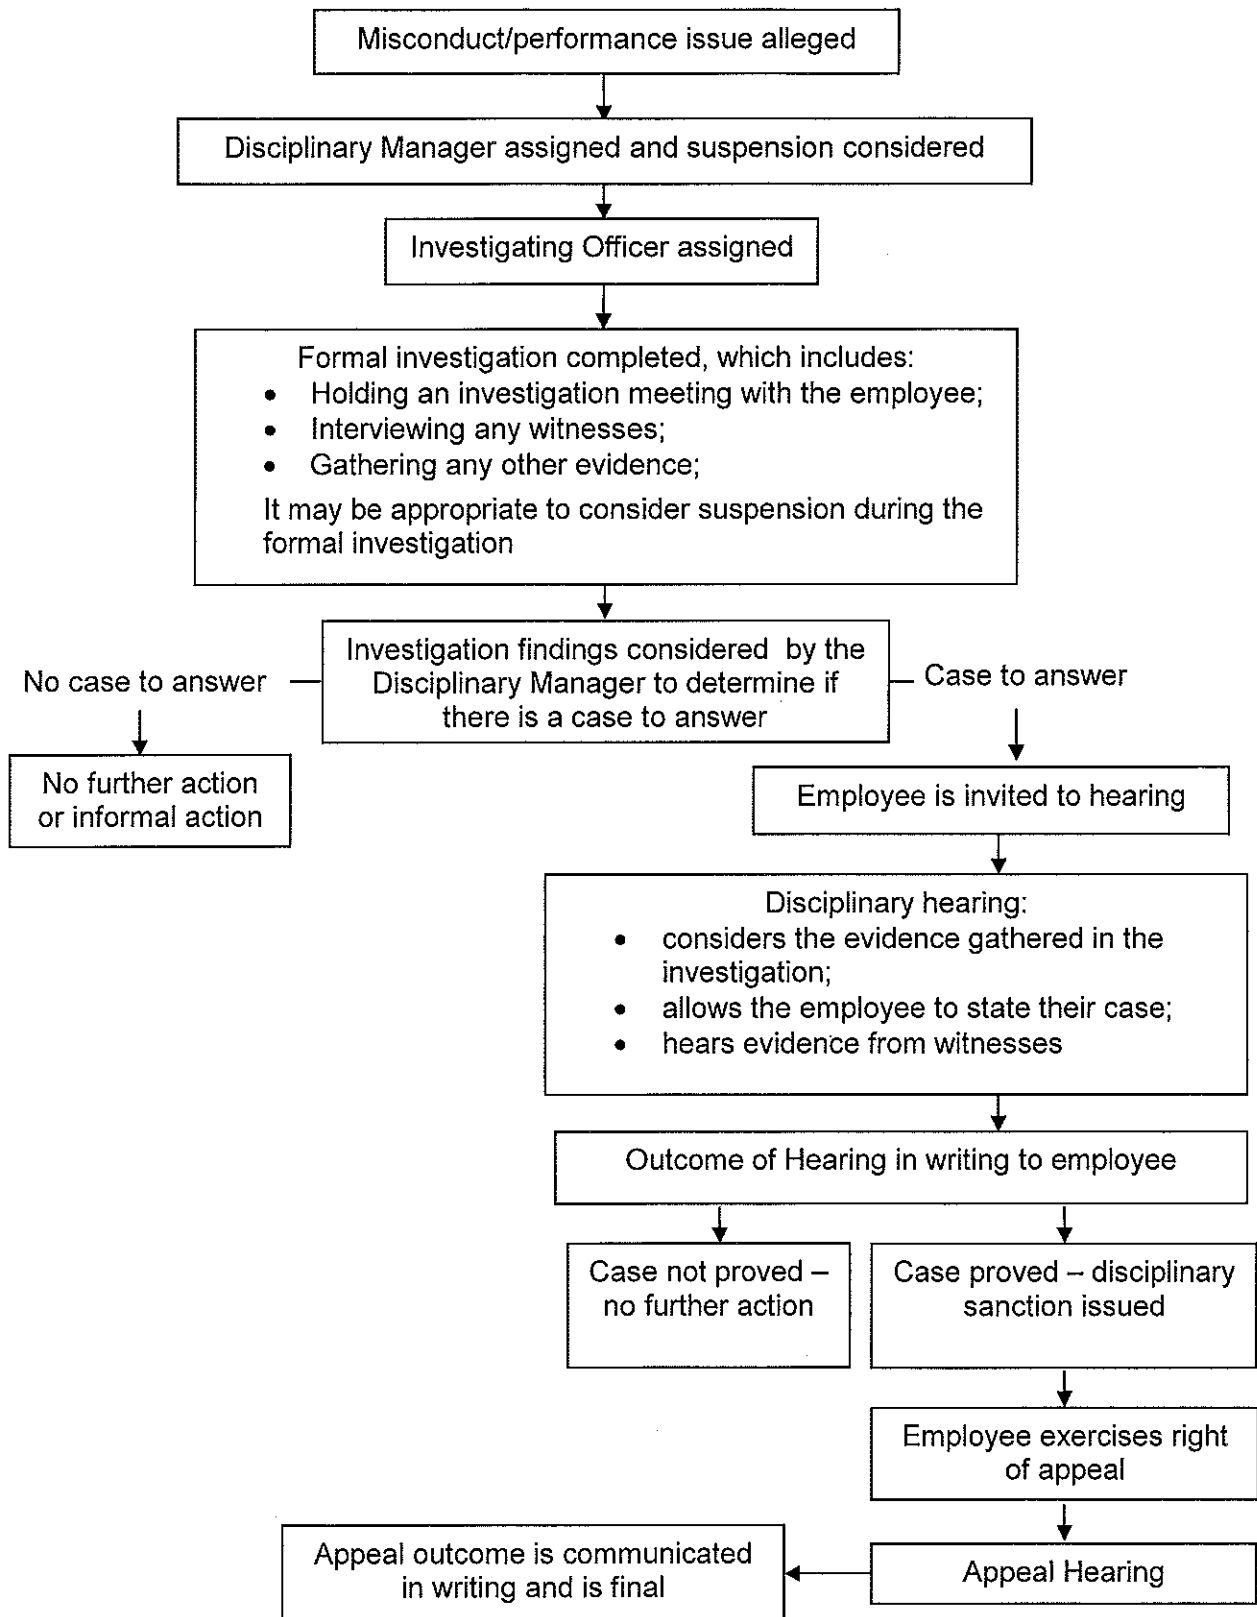 Misconduct/performance issue alleged
Disciplinary Manager assigned and suspension considered
Investigating Officer assigned
Formal investigation completed, which includes:
• Holding an investigation meeting with the employee;
• Interviewing any witnesses;
• Gathering any other evidence;
It may be appropriate to consider suspension during the
formal investigation
Investigation findings considered by the
Disciplinary Manager to determine if
there is a case to answer
No case to answer
Case to answer
No further action
or informal action
Employee is invited to hearing
Disciplinary hearing:
• considers the evidence gathered in the
investigation;
• allows the employee to state their case;
• hears evidence from witnesses
Outcome of Hearing in writing to employee
Case not proved –
no further action
Case proved – disciplinary
sanction issued
Employee exercises right
of appeal
Appeal Hearing
Appeal outcome is communicated
in writing and is final